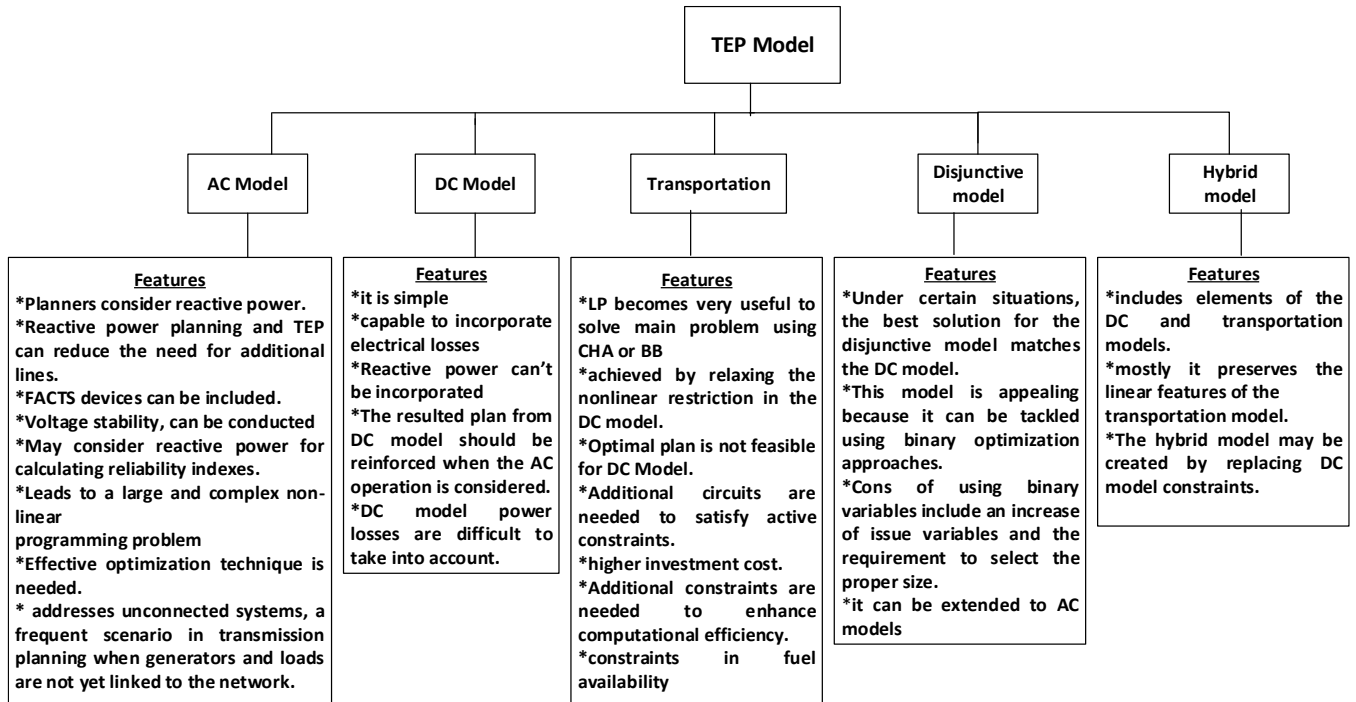 TEP Model
AC Model
DC Model
Transportation
Disjunctive
model
Hybrid
model
Features
*Planners consider reactive power.
*Reactive power planning and TEP
can reduce the need for additional
lines.
*FACTS devices can be included.
*Voltage stability, can be conducted
*May consider reactive power for
calculating reliability indexes.
*Leads to a large and complex non-
linear
programming problem
*Effective optimization technique is
needed.
* addresses unconnected systems, a
frequent scenario in transmission
planning when generators and loads
are not yet linked to the network.
Features
*it is simple
*capable to incorporate
electrical losses
*Reactive power can't
be incorporated
*The resulted plan from
DC model should be
reinforced when the AC
operation is considered.
*DC model power
losses are difficult to
take into account.
Features
*LP becomes very useful to
solve main problem using
CHA or BB
*achieved by relaxing the
nonlinear restriction in the
DC model.
*Optimal plan is not feasible
for DC Model.
*Additional circuits are
needed to satisfy active
constraints.
*higher investment cost.
*Additional constraints are
needed to enhance
computational efficiency.
*constraints in fuel
availability
Features
*Under certain situations,
the best solution for the
disjunctive model matches
the DC model.
*This model is appealing
because it can be tackled
using binary optimization
approaches.
*Cons of using binary
variables include an increase
of issue variables and the
requirement to select the
proper size.
*it can be extended to AC
models
Features
*includes elements of the
DC and transportation
models.
*mostly it preserves the
linear features of the
transportation model.
*The hybrid model may be
created by replacing DC
model constraints.